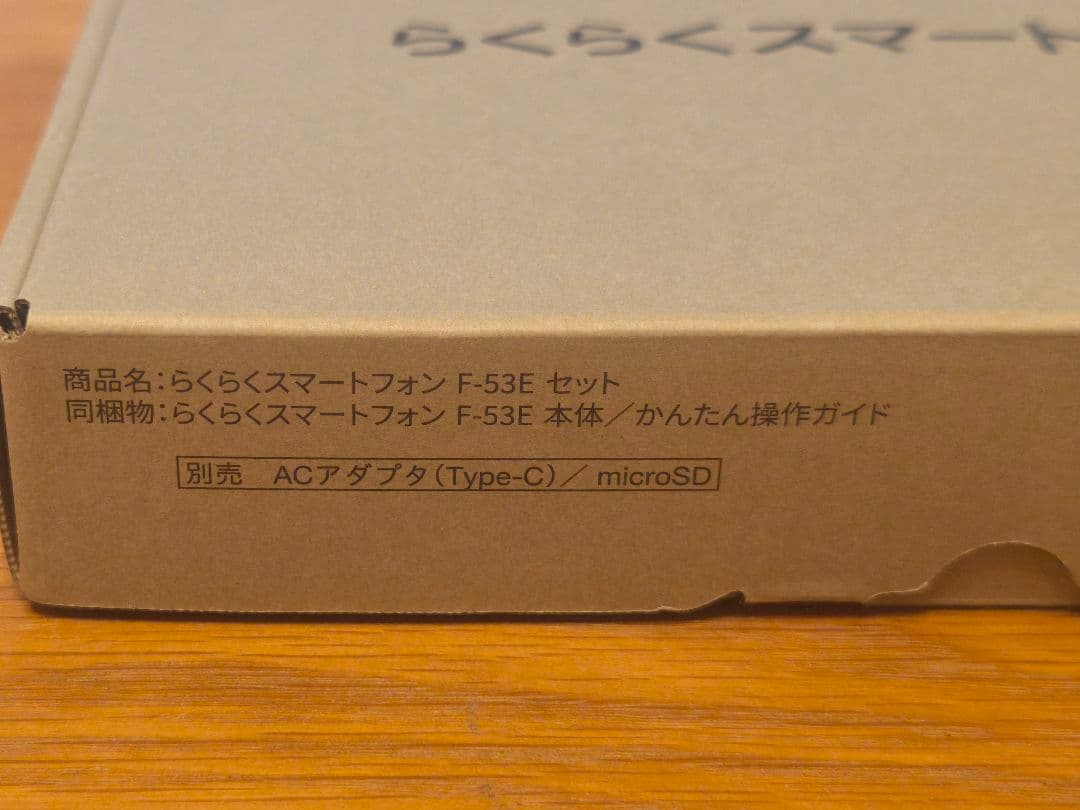 らくらくスマート
商品名：らくらくスマートフォン F-53E セット
同梱物：らくらくスマートフォン F-53E 本体／かんたん操作ガイド
別売　ACアダプタ（Type-C）／ microSD